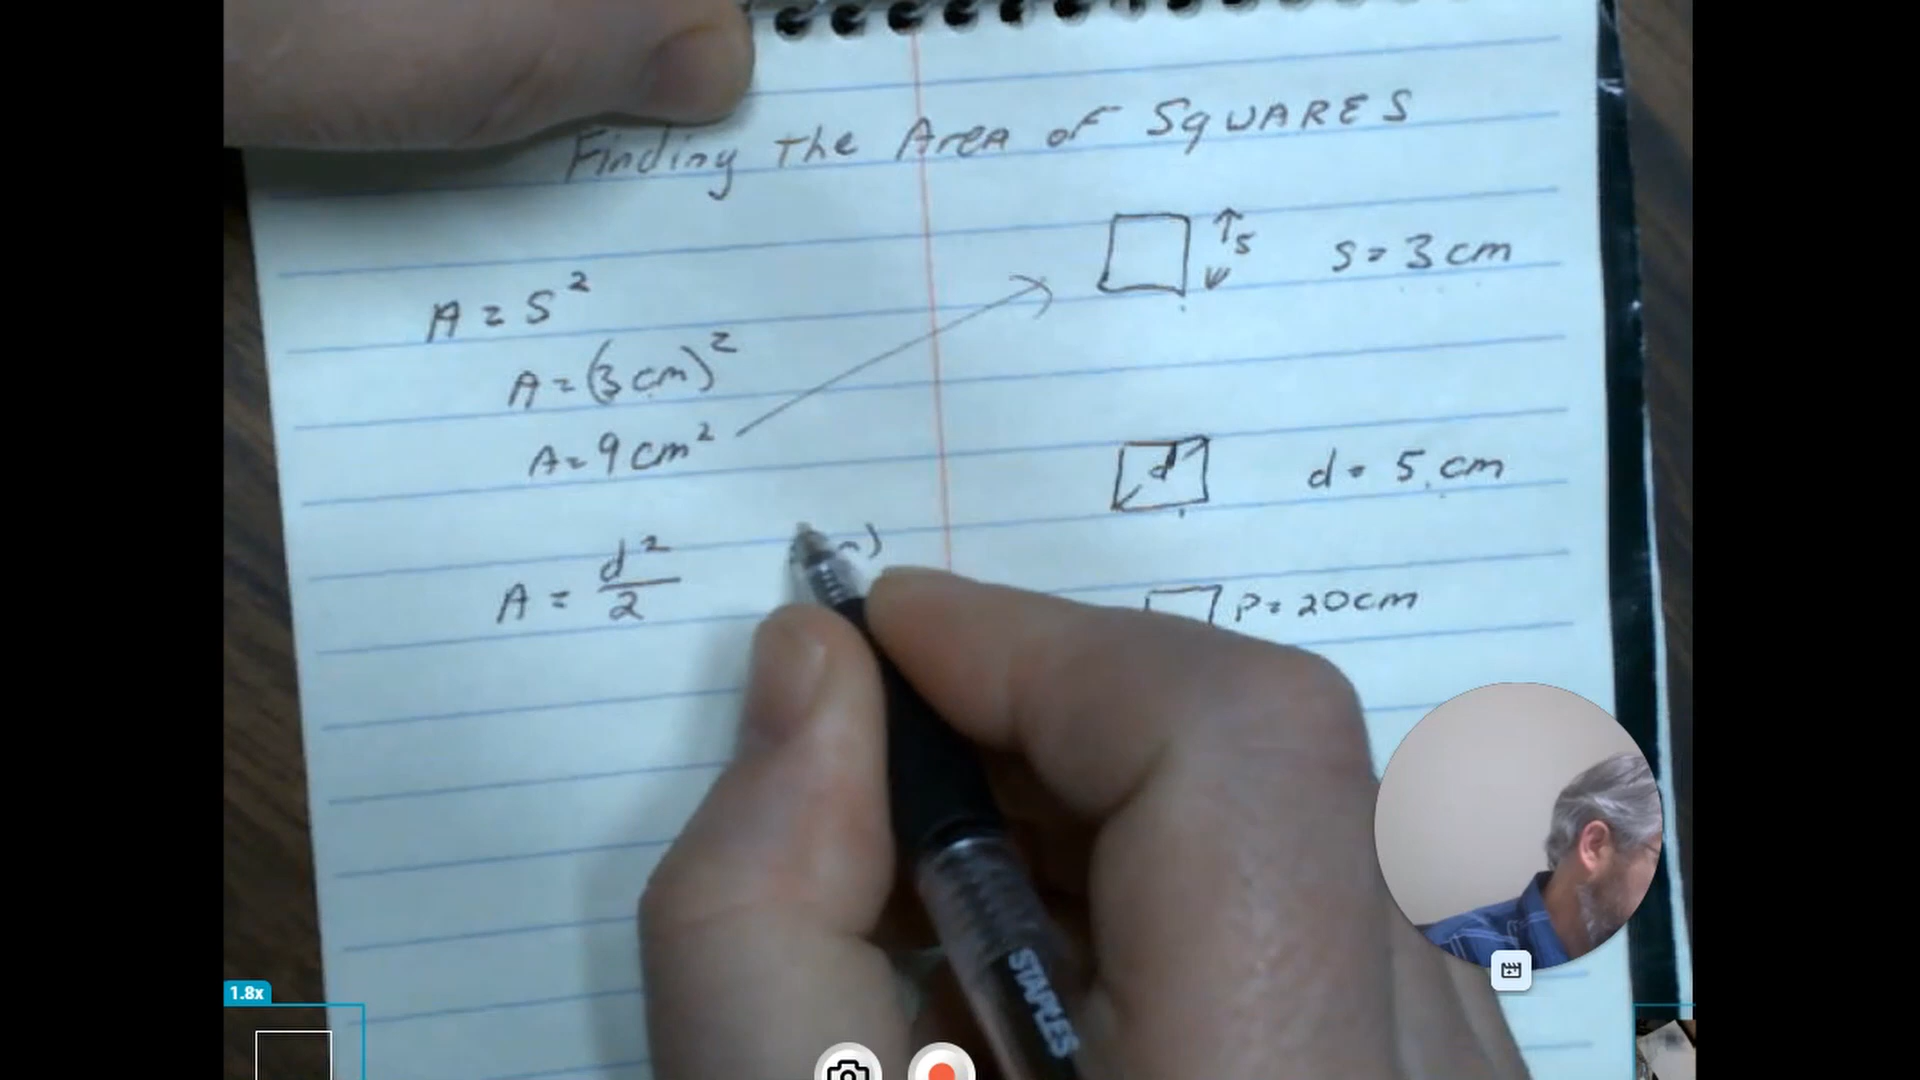 Finding The Area of SQUARES
A = S²
A = (3 cm)²
A = 9 cm²
S
S = 3 cm
d
d = 5 cm
A = d²/2
P = 20 cm
STAPLES
1.8x